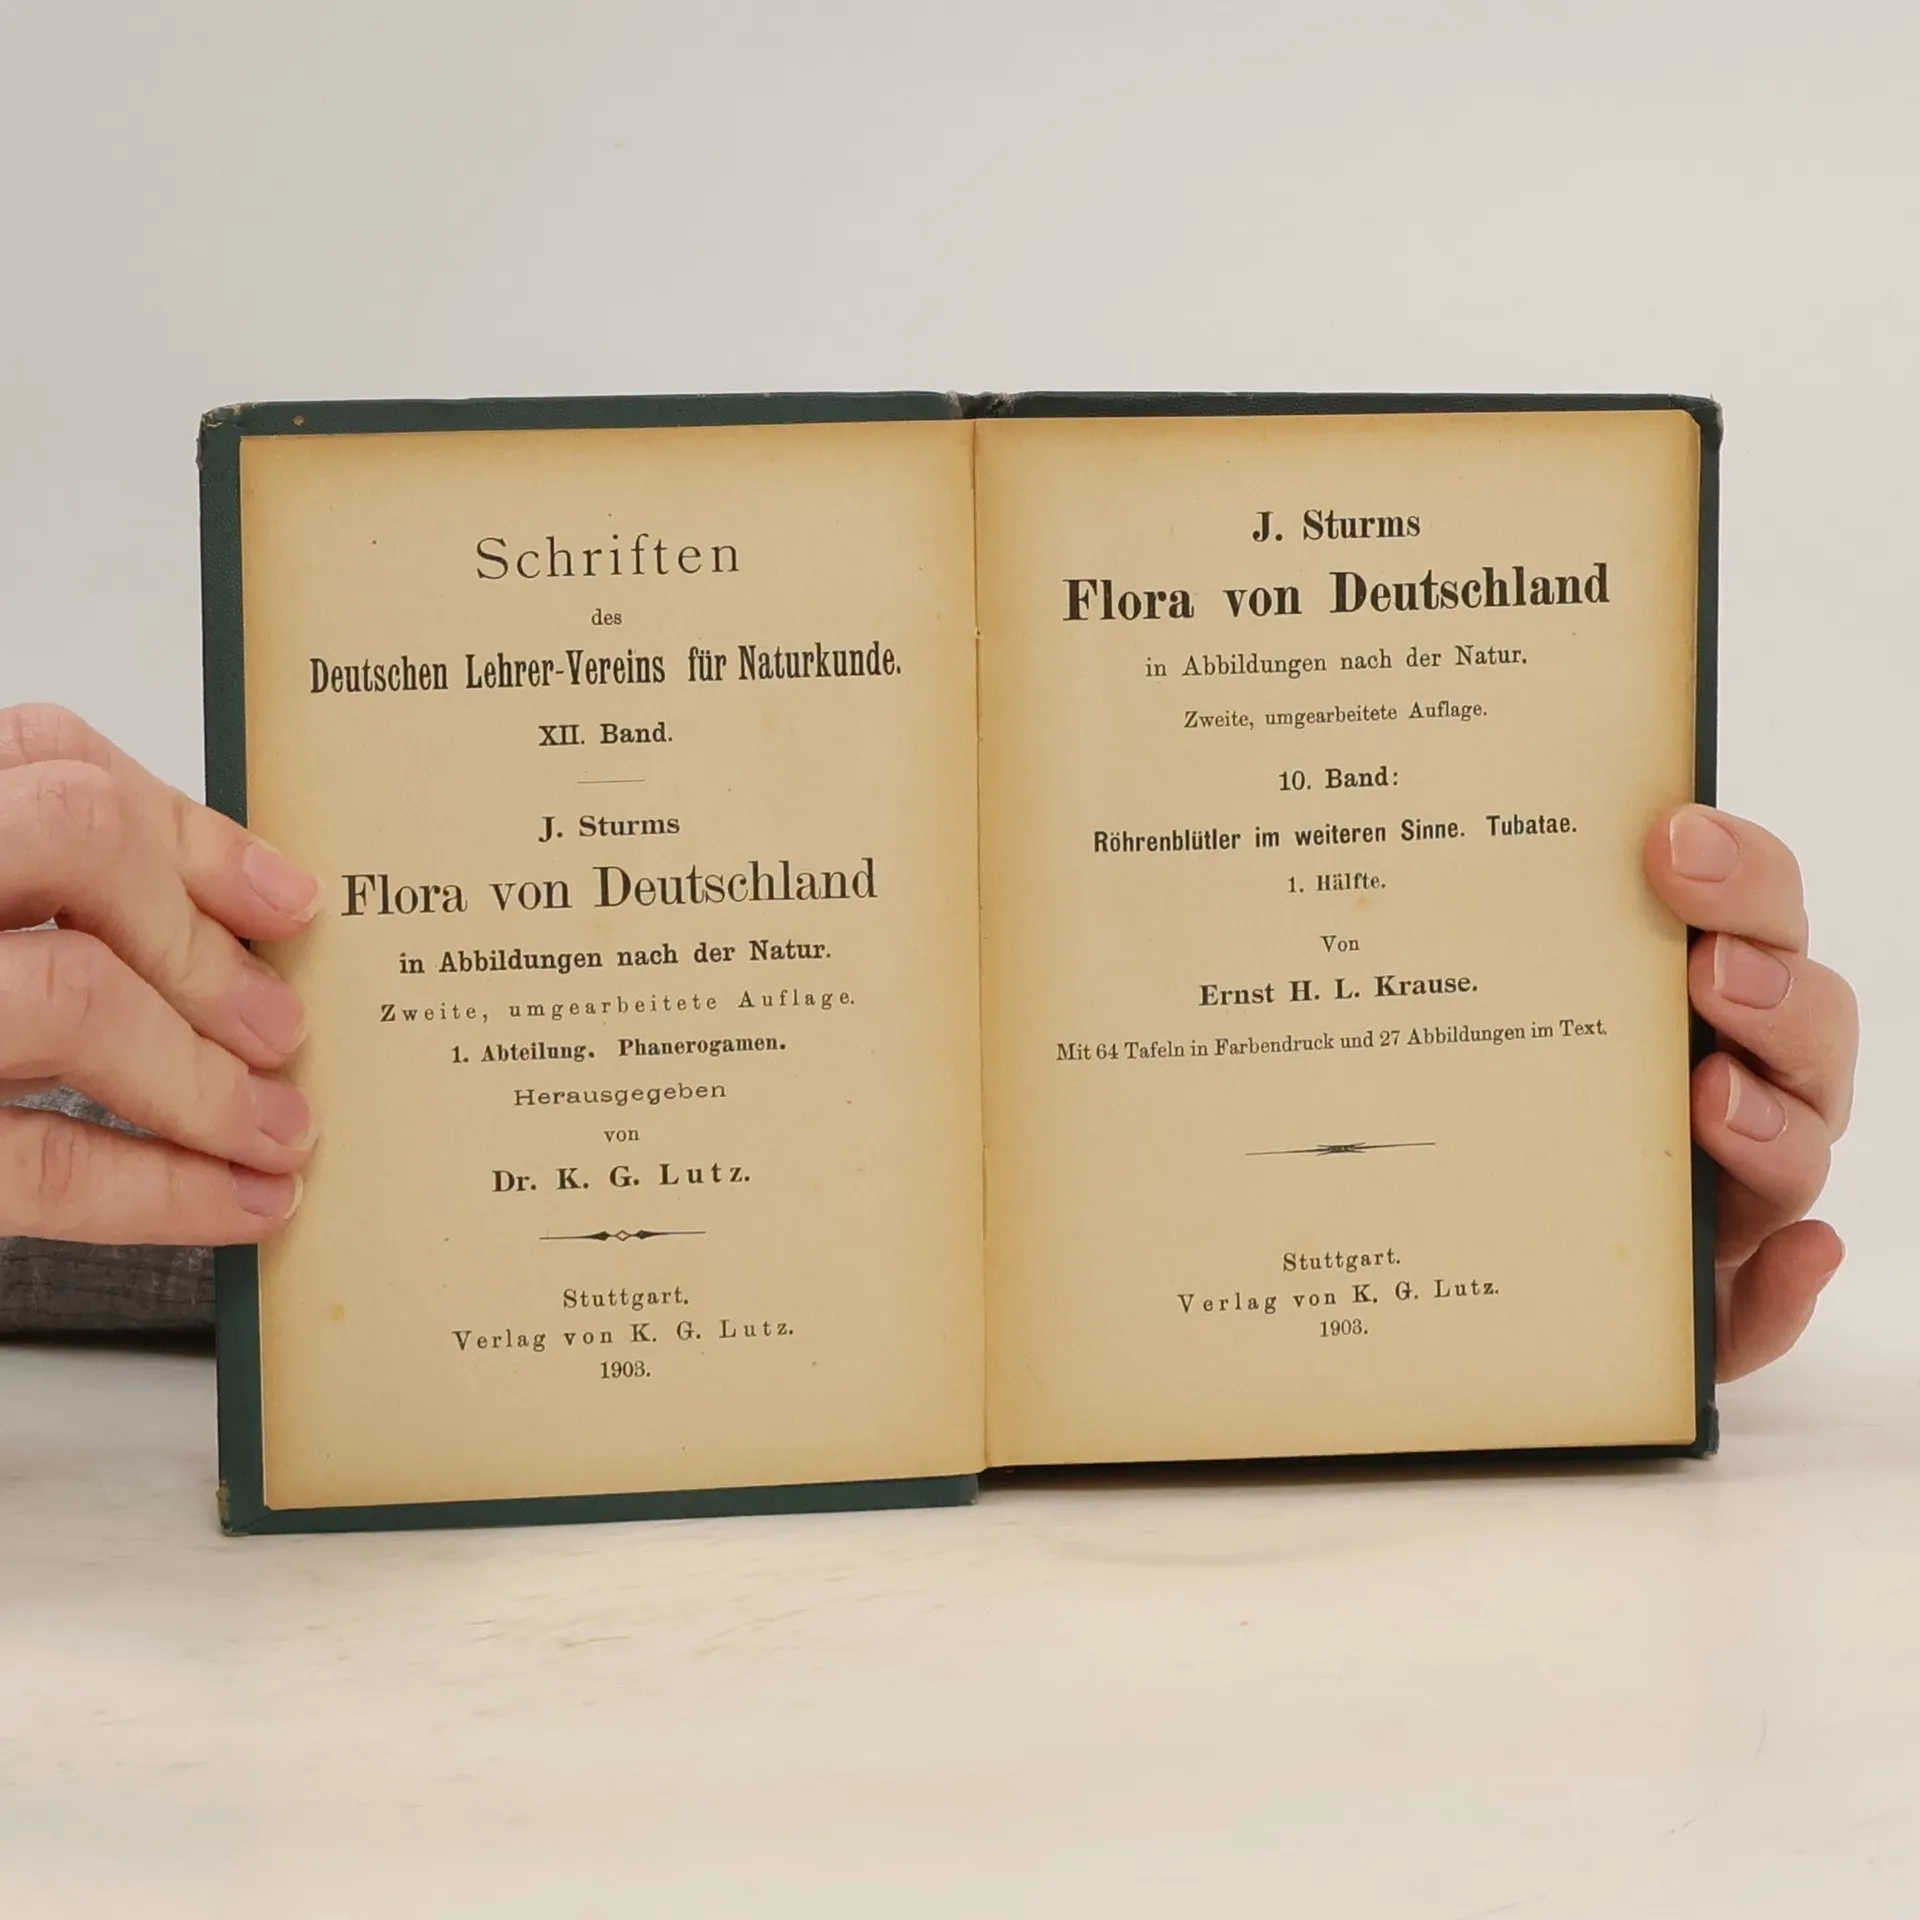 Schriften
des
Deutschen Lehrer-Vereins für Naturkunde.
XII. Band.
J. Sturms
Flora von Deutschland
in Abbildungen nach der Natur.
Zweite, umgearbeitete Auflage.
1. Abteilung. Phanerogamen.
Herausgegeben
von
Dr. K. G. Lutz.
Stuttgart.
Verlag von K. G. Lutz.
1903.
J. Sturms
Flora von Deutschland
in Abbildungen nach der Natur.
Zweite, umgearbeitete Auflage.
10. Band:
Röhrenblütler im weiteren Sinne. Tubatae.
1. Hälfte.
Von
Ernst H. L. Krause.
Mit 64 Tafeln in Farbendruck und 27 Abbildungen im Text.
Stuttgart.
Verlag von K. G. Lutz.
1903.